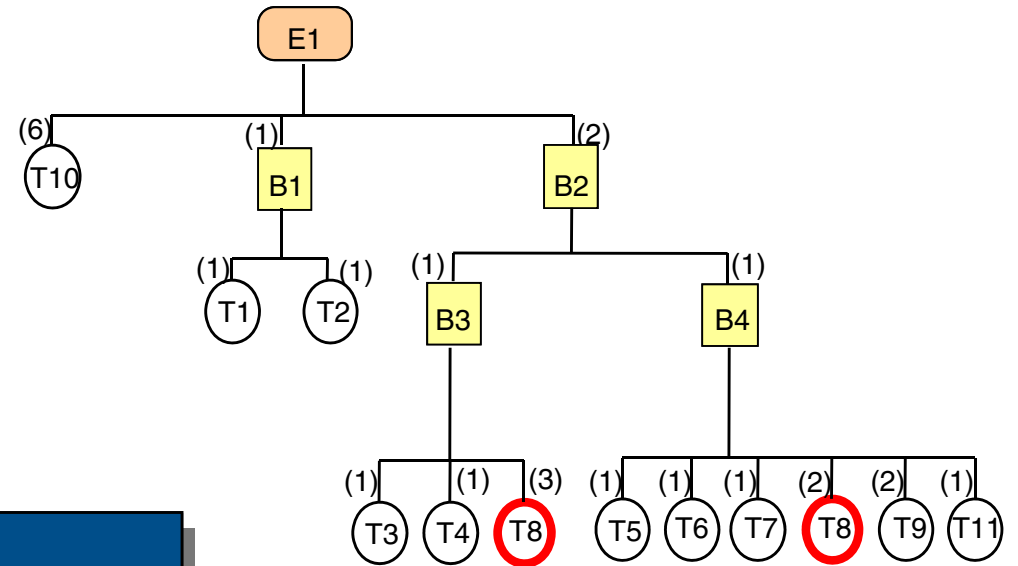 E1
(6) (1) (2)
T10 B1 B2
(1) (1) (1) (1)
T1 T2 B3 B4
(1) (1) (3) (1) (1) (1) (2) (2) (1)
T3 T4 T8 T5 T6 T7 T8 T9 T11